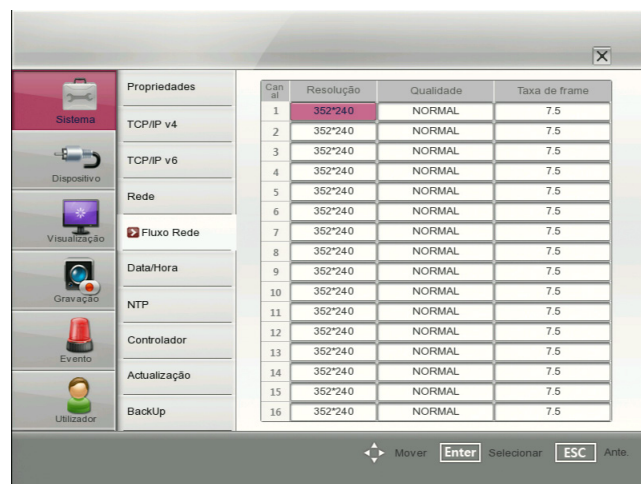 Sistema
Dispositivo
Visualização
Gravação
Evento
Utilizador
Propriedades
TCP/IP v4
TCP/IP v6
Rede
Fluxo Rede
Data/Hora
NTP
Controlador
Actualização
BackUp
Canal Resolução Qualidade Taxa de frame
1 352*240 NORMAL 7.5
2 352*240 NORMAL 7.5
3 352*240 NORMAL 7.5
4 352*240 NORMAL 7.5
5 352*240 NORMAL 7.5
6 352*240 NORMAL 7.5
7 352*240 NORMAL 7.5
8 352*240 NORMAL 7.5
9 352*240 NORMAL 7.5
10 352*240 NORMAL 7.5
11 352*240 NORMAL 7.5
12 352*240 NORMAL 7.5
13 352*240 NORMAL 7.5
14 352*240 NORMAL 7.5
15 352*240 NORMAL 7.5
16 352*240 NORMAL 7.5
Mover Enter Selecionar ESC Ante.